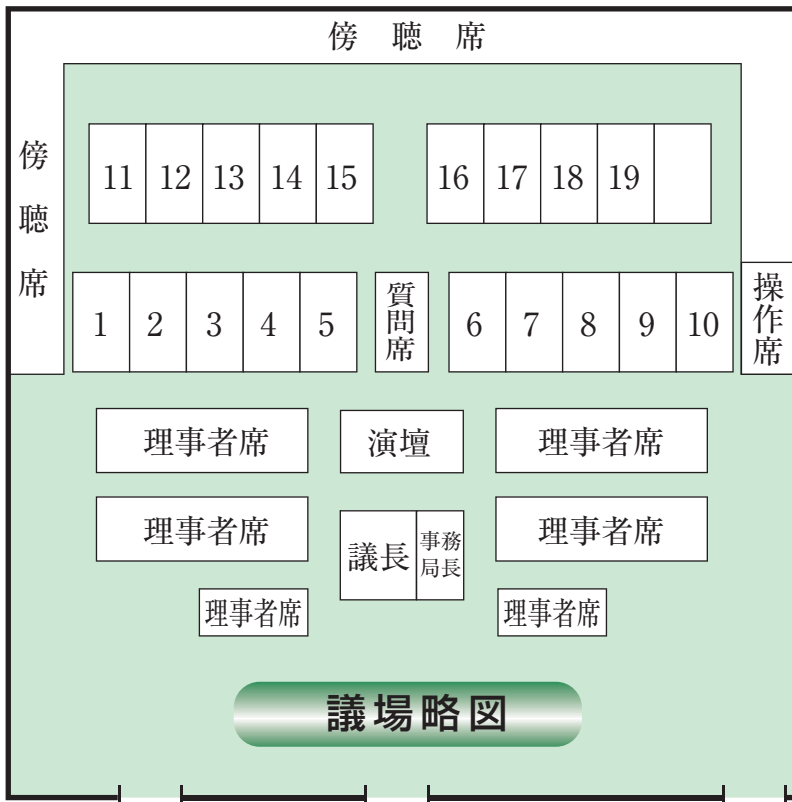 傍聴席
傍聴席
11 12 13 14 15 16 17 18 19
1 2 3 4 5 質問席 6 7 8 9 10 操作席
理事者席 演壇 理事者席
理事者席 議長 事務局長 理事者席
理事者席 理事者席
議場略図